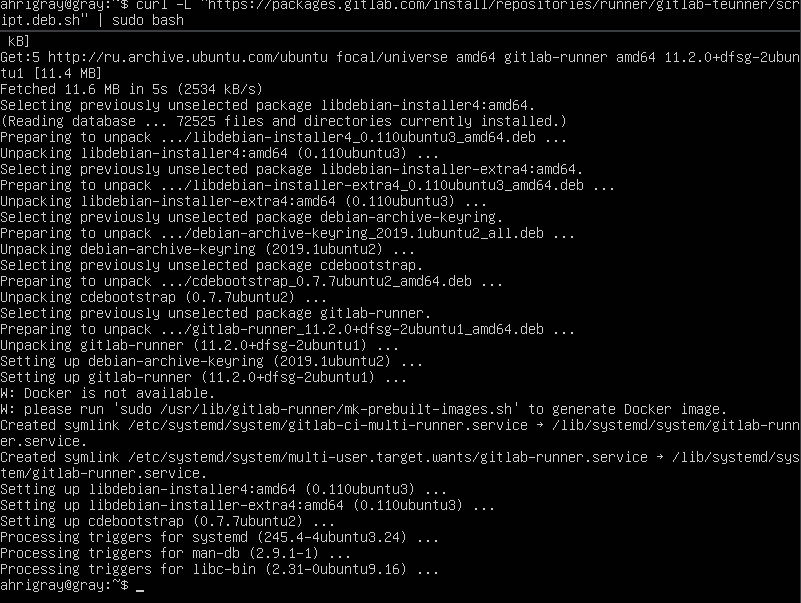 ahrigray@gray:~$ curl -L "https://packages.gitlab.com/install/repositories/runner/gitlab-teunner/scr
ipt.deb.sh" | sudo bash
 kB]
Get:5 http://ru.archive.ubuntu.com/ubuntu focal/universe amd64 gitlab-runner amd64 11.2.0+dfsg-2ubun
tu1 [11.4 MB]
Fetched 11.6 MB in 5s (2534 kB/s)
Selecting previously unselected package libdebian-installer4:amd64.
(Reading database ... 72525 files and directories currently installed.)
Preparing to unpack .../libdebian-installer4_0.110ubuntu3_amd64.deb ...
Unpacking libdebian-installer4:amd64 (0.110ubuntu3) ...
Selecting previously unselected package libdebian-installer-extra4:amd64.
Preparing to unpack .../libdebian-installer-extra4_0.110ubuntu3_amd64.deb ...
Unpacking libdebian-installer-extra4:amd64 (0.110ubuntu3) ...
Selecting previously unselected package debian-archive-keyring.
Preparing to unpack .../debian-archive-keyring_2019.1ubuntu2_all.deb ...
Unpacking debian-archive-keyring (2019.1ubuntu2) ...
Selecting previously unselected package cdebootstrap.
Preparing to unpack .../cdebootstrap_0.7.7ubuntu2_amd64.deb ...
Unpacking cdebootstrap (0.7.7ubuntu2) ...
Selecting previously unselected package gitlab-runner.
Preparing to unpack .../gitlab-runner_11.2.0+dfsg-2ubuntu1_amd64.deb ...
Unpacking gitlab-runner (11.2.0+dfsg-2ubuntu1) ...
Setting up debian-archive-keyring (2019.1ubuntu2) ...
Setting up gitlab-runner (11.2.0+dfsg-2ubuntu1) ...
W: Docker is not available.
W: please run 'sudo /usr/lib/gitlab-runner/mk-prebuilt-images.sh' to generate Docker image.
Created symlink /etc/systemd/system/gitlab-ci-multi-runner.service → /lib/systemd/system/gitlab-runn
er.service.
Created symlink /etc/systemd/system/multi-user.target.wants/gitlab-runner.service → /lib/systemd/sys
tem/gitlab-runner.service.
Setting up libdebian-installer4:amd64 (0.110ubuntu3) ...
Setting up libdebian-installer-extra4:amd64 (0.110ubuntu3) ...
Setting up cdebootstrap (0.7.7ubuntu2) ...
Processing triggers for systemd (245.4-4ubuntu3.24) ...
Processing triggers for man-db (2.9.1-1) ...
Processing triggers for libc-bin (2.31-0ubuntu9.16) ...
ahrigray@gray:~$ _